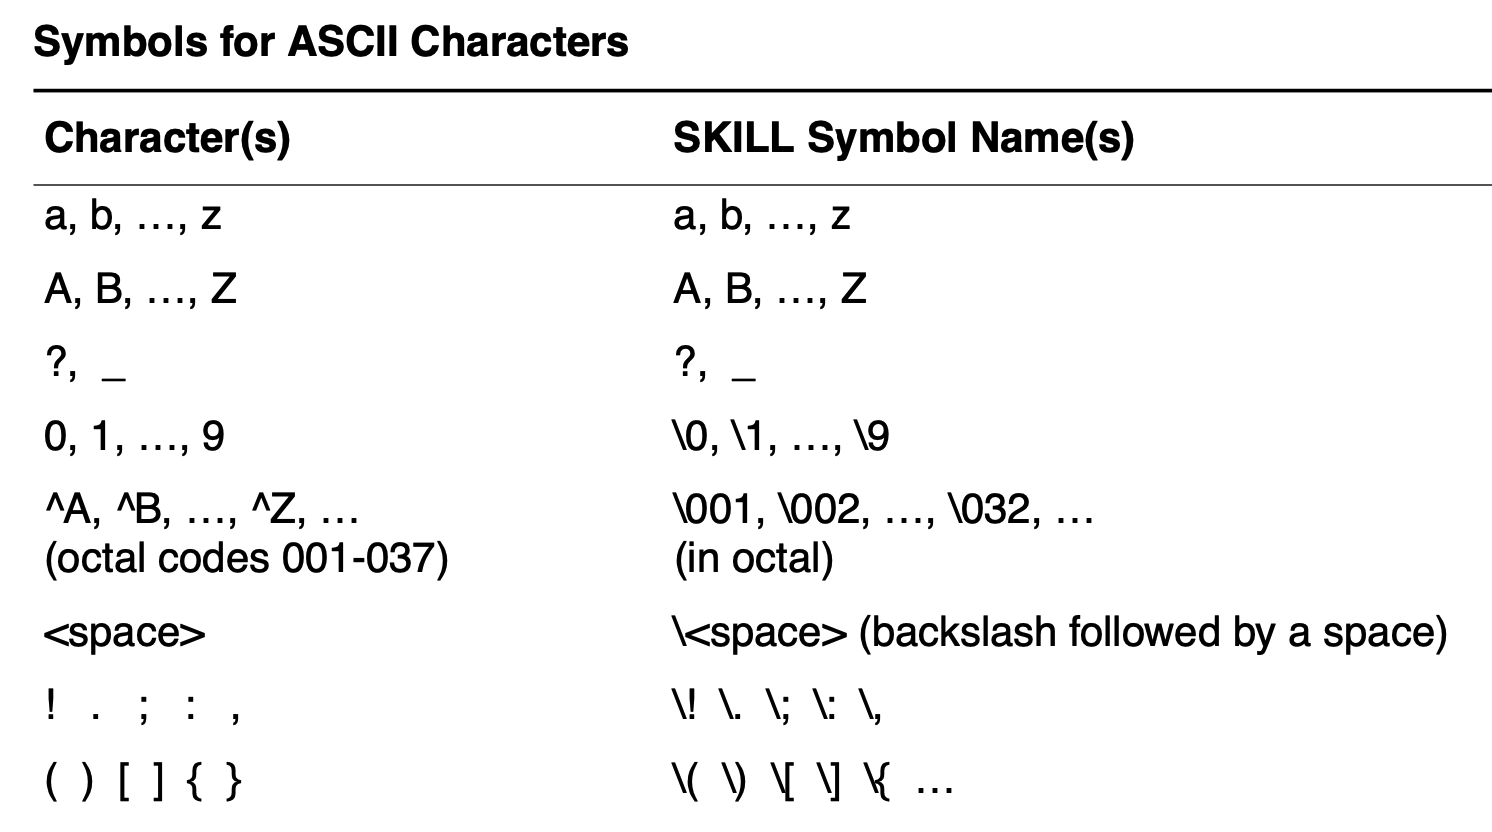 Symbols for ASCII Characters
Character(s) SKILL Symbol Name(s)
a, b, …, z a, b, …, z
A, B, …, Z A, B, …, Z
?, _ ?, _
0, 1, …, 9 \0, \1, …, \9
^A, ^B, …, ^Z, … \001, \002, …, \032, …
(octal codes 001-037) (in octal)
<space> \<space> (backslash followed by a space)
! . ; : , \! \. \; \: \,
( ) [ ] { } \( \) \[ \] \{ …